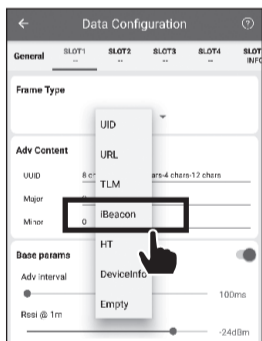 Data Configuration
General SLOT1 SLOT2 SLOT3 SLOT4 SLOT
-- -- -- -- INFO
Frame Type
UID
URL
TLM
iBeacon
HT
DeviceInfo
Empty
Adv Content
UUID 8 ars-4 chars-12 chars
Major
Minor 0
Base params
Adv Interval
100ms
Rssi @ 1m
-24dBm